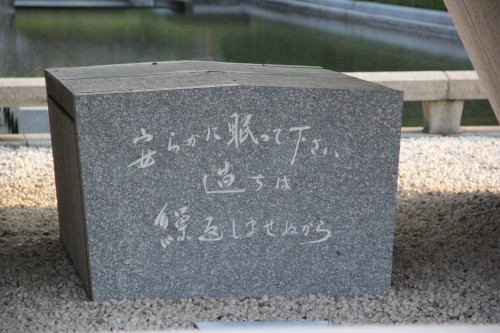 安らかに眠って下さい
過ちは
繰返しませぬから